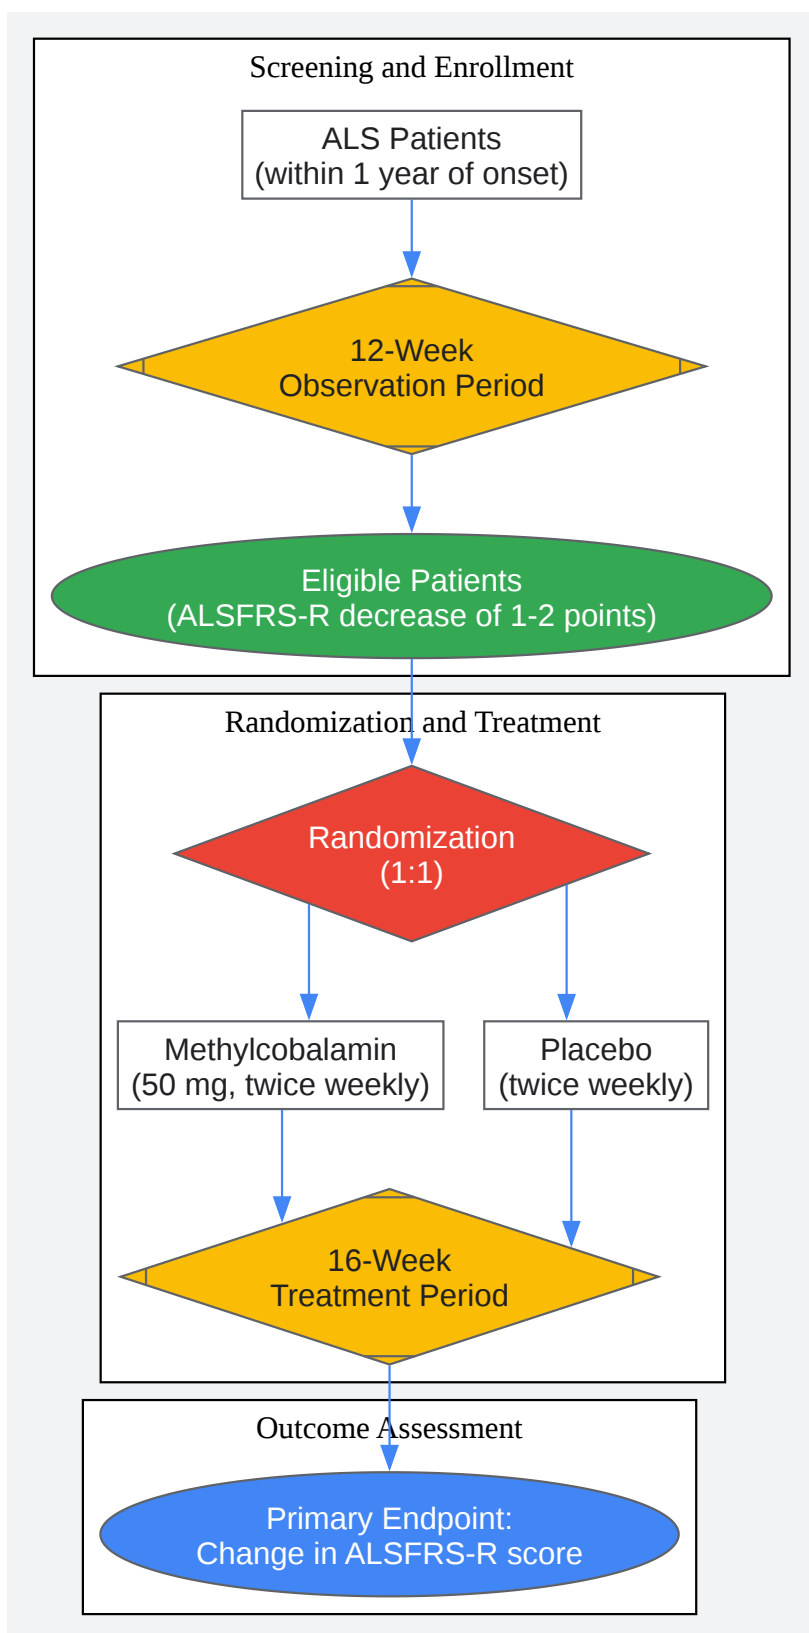 Screening and Enrollment
ALS Patients
(within 1 year of onset)
12-Week
Observation Period
Eligible Patients
(ALSFRS-R decrease of 1-2 points)
Randomization and Treatment
Randomization
(1:1)
Methylcobalamin
(50 mg, twice weekly)
Placebo
(twice weekly)
16-Week
Treatment Period
Outcome Assessment
Primary Endpoint:
Change in ALSFRS-R score